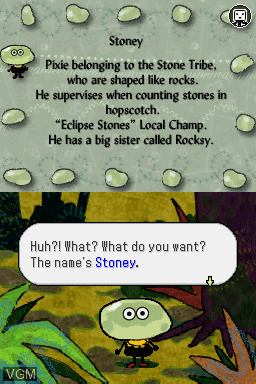 Stoney
Pixie belonging to the Stone Tribe,
who are shaped like rocks.
He supervises when counting stones in
hopscotch.
“Eclipse Stones” Local Champ.
He has a big sister called Rocksy.
Huh?! What? What do you want?
The name's Stoney.
VGM